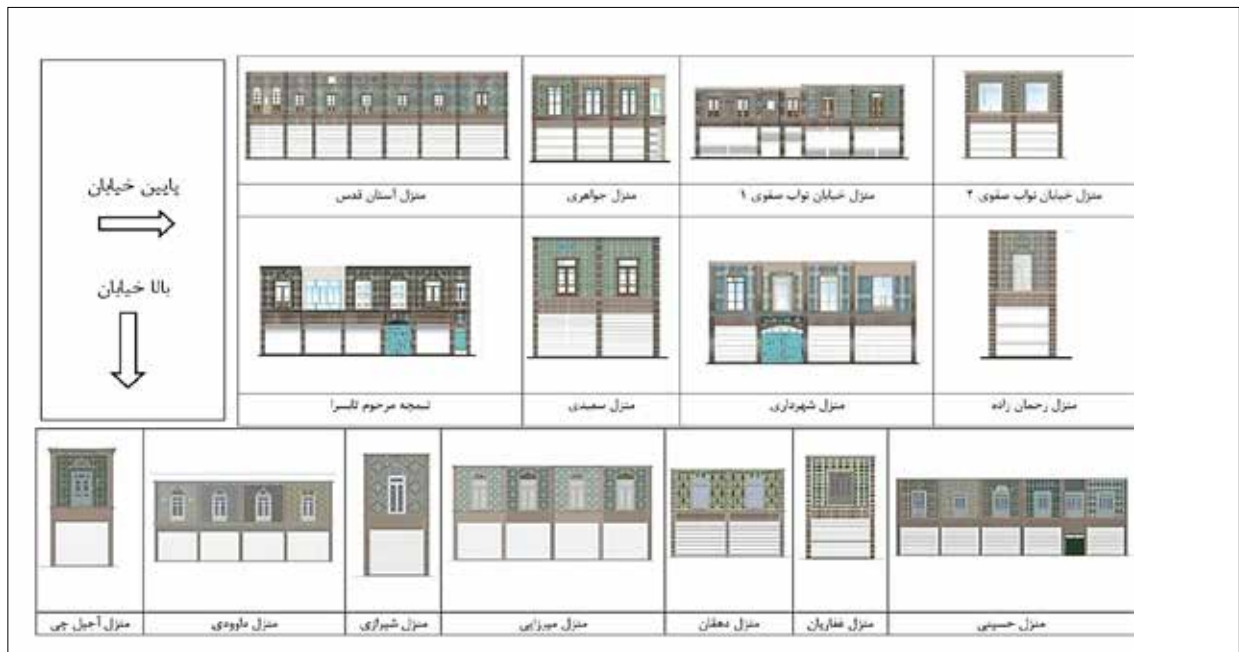 پایین خیابان
بالا خیابان
منزل آستان قدس
منزل جواهری
منزل خیابان نواب صفوی ۱
منزل خیابان نواب صفوی ۲
تیمچه مرحوم
منزل سعیدی
منزل شهرداری
منزل رحمان زاده
منزل آجیل چی
منزل داوودی
منزل شیرازی
منزل میرزایی
منزل دهقان
منزل غفاریان
منزل حسینی